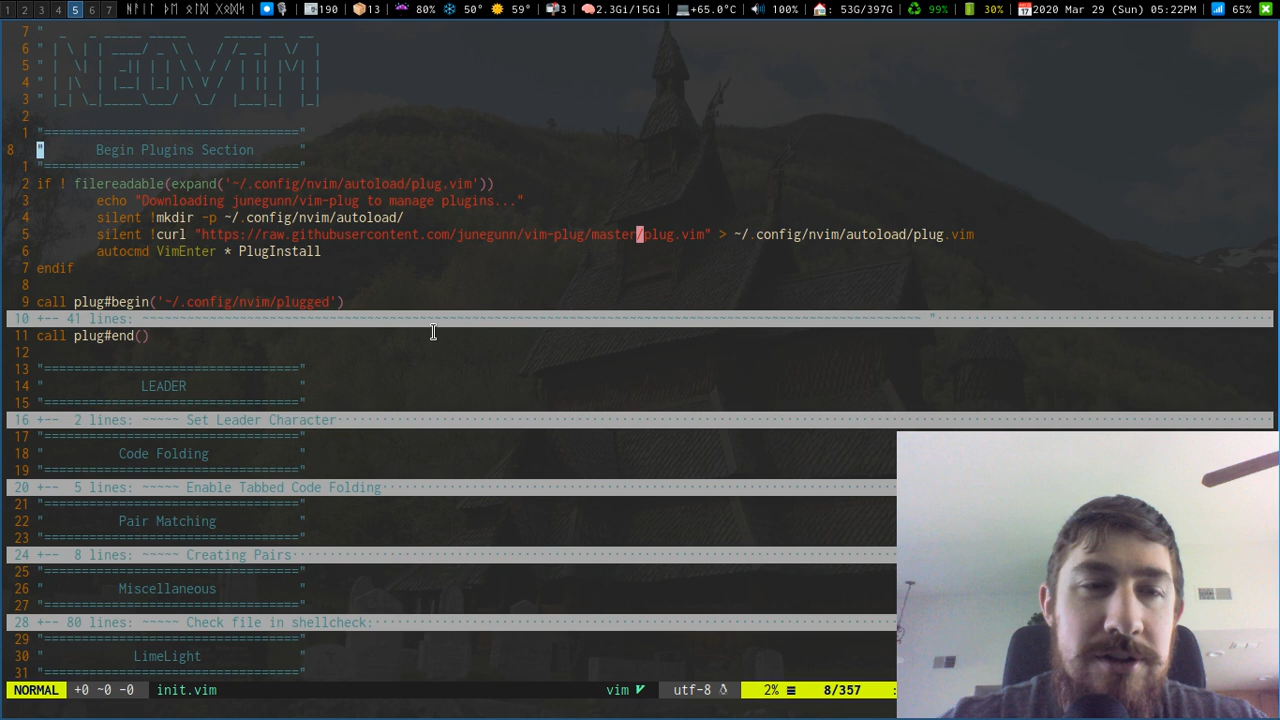 1 2 3 4 5 6 7 190 13 80% 50° 59° 3 2.3Gi/15Gi +65.0°C 100% : 53G/397G 99% 30% 2020 Mar 29 (Sun) 05:22PM 65%
7 "
6 "
5 "
4 "
3 "
2
1 "=================================="
8 " Begin Plugins Section "
1 "=================================="
2 if ! filereadable(expand('~/.config/nvim/autoload/plug.vim'))
3 echo "Downloading junegunn/vim-plug to manage plugins..."
4 silent !mkdir -p ~/.config/nvim/autoload/
5 silent !curl "https://raw.githubusercontent.com/junegunn/vim-plug/master/plug.vim" > ~/.config/nvim/autoload/plug.vim
6 autocmd VimEnter * PlugInstall
7 endif
8
9 call plug#begin('~/.config/nvim/plugged')
10 +-- 41 lines: ~~~~~~~~~~~~~~~~~~~~~~~~~~~~~~~~~~~~~~~~~~~~~~~~~~~~~~~~~~~~~~~~~~~~~~~~~~~~~~~~~~~~~~~~~~~~~~~~~~~~~ "
11 call plug#end()
12
13 "=================================="
14 " LEADER "
15 "=================================="
16 +-- 2 lines: ~~~~~ Set Leader Character
17 "=================================="
18 " Code Folding "
19 "=================================="
20 +-- 5 lines: ~~~~~ Enable Tabbed Code Folding
21 "=================================="
22 " Pair Matching "
23 "=================================="
24 +-- 8 lines: ~~~~~ Creating Pairs
25 "=================================="
26 " Miscellaneous "
27 "=================================="
28 +-- 80 lines: ~~~~~ Check file in shellcheck:
29 "=================================="
30 " LimeLight "
31 "=================================="
NORMAL +0 ~0 -0 init.vim vim utf-8 2% ≡ 8/357 :